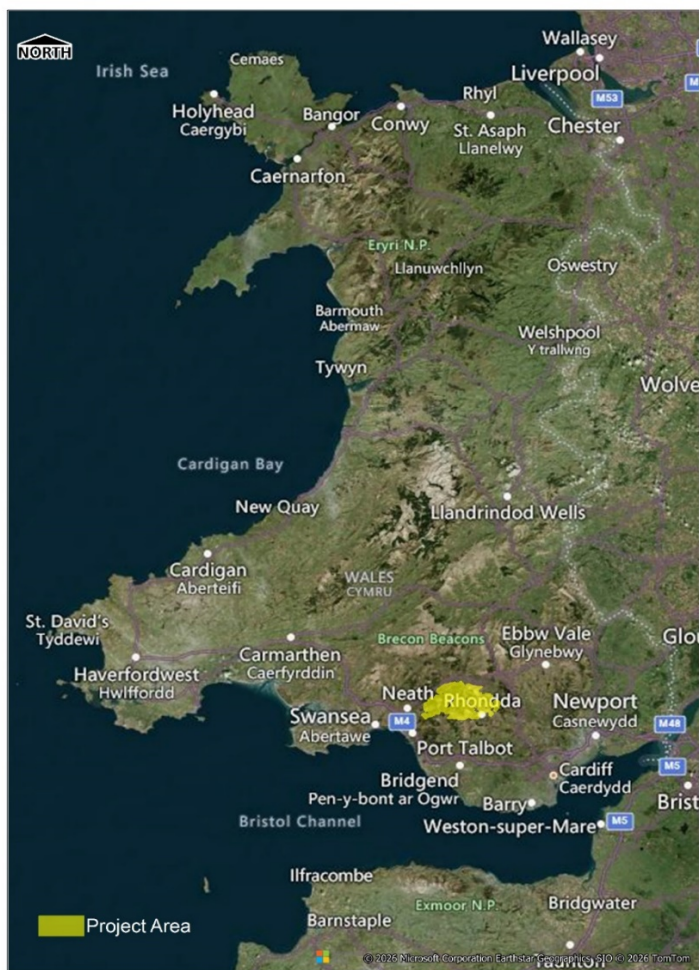 NORTH
Wallasey
Cemaes
Irish Sea
Liverpool
Rhyl
M53
Holyhead
Caergybi
Bangor
Conwy
St. Asaph
Llanelwy
Chester
Caernarfon
Eryri N.P.
Llanuwchllyn
Oswestry
Barmouth
Abermaw
Welshpool
Y trallwng
Tywyn
Wolve
Cardigan Bay
New Quay
Llandrindod Wells
Cardigan
Aberteifi
WALES
CYMRU
St. David's
Tyddewi
Brecon Beacons
Ebbw Vale
Glynebwy
Glou
Haverfordwest
Hwlffordd
Carmarthen
Caerfyrddin
Neath
Rhondda
Newport
Casnewydd
Swansea
Abertawe
M4
M48
Port Talbot
M5
Bridgend
Pen-y-bont ar Ogwr
Cardiff
Caerdydd
Barry
Brist
Bristol Channel
Weston-super-Mare
M5
Ilfracombe
Exmoor N.P.
Bridgwater
Barnstaple
Project Area
Taunton
© 2026 Microsoft Corporation Earthstar Geographics SIO © 2026 TomTom